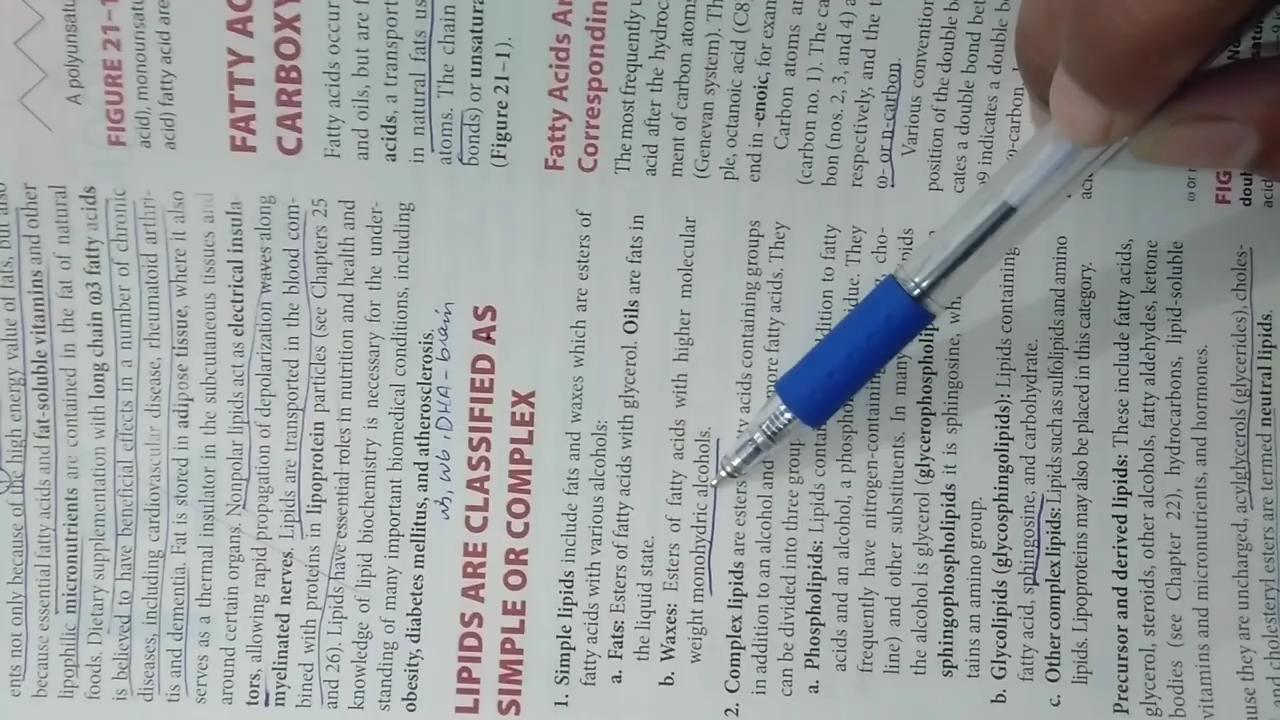 ents not only because of the high energy value of fats, but also
because essential fatty acids and fat-soluble vitamins and other
lipophilic micronutrients are contained in the fat of natural
foods. Dietary supplementation with long chain ω3 fatty acids
is believed to have beneficial effects in a number of chronic
diseases, including cardiovascular disease, rheumatoid arthri-
tis and dementia. Fat is stored in adipose tissue, where it also
serves as a thermal insulator in the subcutaneous tissues and
around certain organs. Nonpolar lipids act as electrical insula-
tors, allowing rapid propagation of depolarization waves along
myelinated nerves. Lipids are transported in the blood com-
bined with proteins in lipoprotein particles (see Chapters 25
and 26). Lipids have essential roles in nutrition and health and
knowledge of lipid biochemistry is necessary for the under-
standing of many important biomedical conditions, including
obesity, diabetes mellitus, and atherosclerosis.
DHA - brain
LIPIDS ARE CLASSIFIED AS
SIMPLE OR COMPLEX
1. Simple lipids include fats and waxes which are esters of
fatty acids with various alcohols:
a. Fats: Esters of fatty acids with glycerol. Oils are fats in
the liquid state.
b. Waxes: Esters of fatty acids with higher molecular
weight monohydric alcohols.
2. Complex lipids are esters acids containing groups
in addition to an alcohol and more fatty acids. They
can be divided into three
a. Phospholipids: Lipids to fatty
acids and an alcohol, a They
frequently have cho-
line) and other substituents. In many
the alcohol is glycerol
sphingophospholipids it is sphingosine,
tains an amino group.
b. Glycolipids (glycosphingolipids): Lipids containing
fatty acid, sphingosine, and carbohydrate.
c. Other complex lipids: Lipids such as sulfolipids and amino
lipids. Lipoproteins may also be placed in this category.
Precursor and derived lipids: These include fatty acids,
glycerol, steroids, other alcohols, fatty aldehydes, ketone
bodies (see Chapter 22), hydrocarbons, lipid-soluble
vitamins and micronutrients, and hormones.
use they are uncharged, acylglycerols (glycerides), choles-
and cholesteryl esters are termed neutral lipids.
A polyunsatu
FIGURE 21-1
acid), monounsat
acid) fatty acid are
FATTY AC
CARBOXY
Fatty acids occur
and oils, but are f
acids, a transport
in natural fats us
atoms. The chain
bonds) or unsatura
(Figure 21-1).
Fatty Acids Ar
Correspondin
The most frequently u
acid after the hydroc
ment of carbon atoms
(Genevan system). Th
ple, octanoic acid (C8
end in -enoic, for exam
Carbon atoms ar
(carbon no. 1). The ca
bon (nos. 2, 3, and 4) a
respectively, and the t
ω- or n-carbon.
Various convention
position of the double b
cates a double bond bet
ω9 indicates a double b
ω-carbon,
ω or
FIG
doub
acid